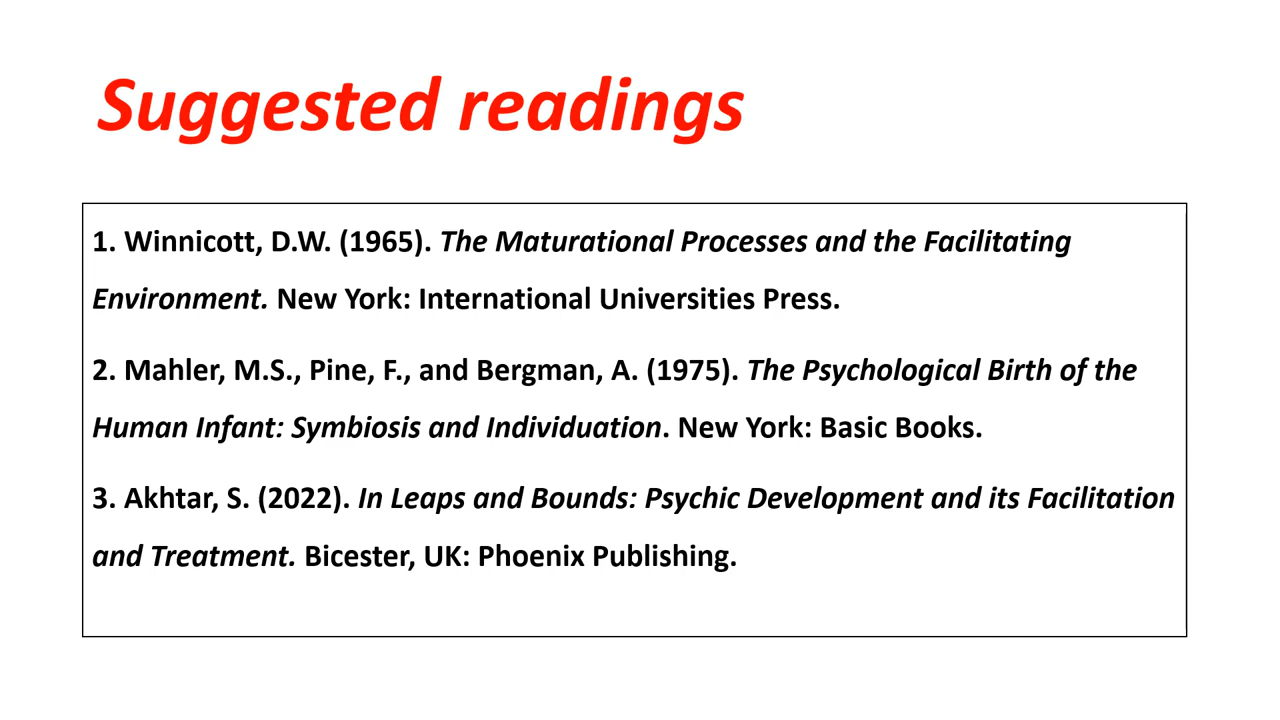 Suggested readings
1. Winnicott, D.W. (1965). The Maturational Processes and the Facilitating
Environment. New York: International Universities Press.
2. Mahler, M.S., Pine, F., and Bergman, A. (1975). The Psychological Birth of the
Human Infant: Symbiosis and Individuation. New York: Basic Books.
3. Akhtar, S. (2022). In Leaps and Bounds: Psychic Development and its Facilitation
and Treatment. Bicester, UK: Phoenix Publishing.